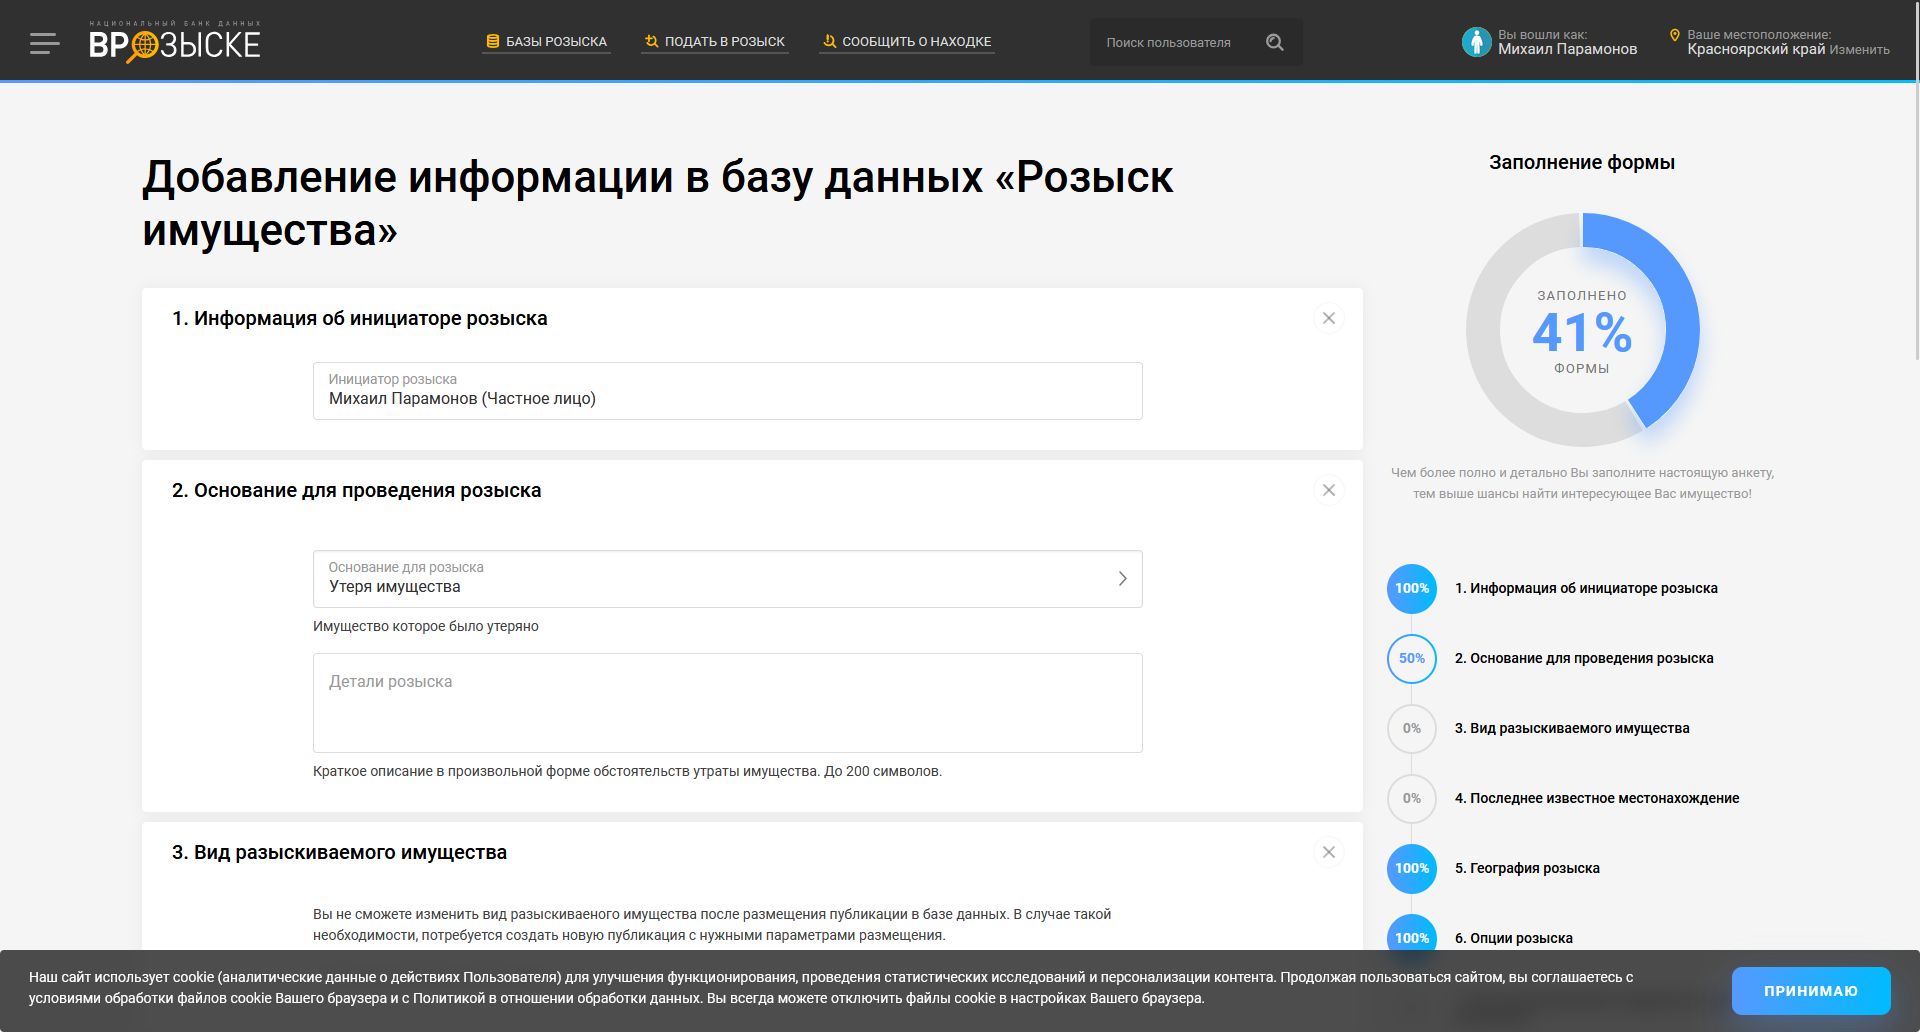 НАЦИОНАЛЬНЫЙ БАНК ДАННЫХ
ВРОЗЫСКЕ
БАЗЫ РОЗЫСКА
ПОДАТЬ В РОЗЫСК
СООБЩИТЬ О НАХОДКЕ
Поиск пользователя
Вы вошли как:
Михаил Парамонов
Ваше местоположение:
Красноярский край Изменить
Добавление информации в базу данных «Розыск
имущества»
1. Информация об инициаторе розыска
Инициатор розыска
Михаил Парамонов (Частное лицо)
2. Основание для проведения розыска
Основание для розыска
Утеря имущества
Имущество которое было утеряно
Детали розыска
Краткое описание в произвольной форме обстоятельств утраты имущества. До 200 символов.
3. Вид разыскиваемого имущества
Вы не сможете изменить вид разыскиваеного имущества после размещения публикации в базе данных. В случае такой
необходимости, потребуется создать новую публикация с нужными параметрами размещения.
Заполнение формы
ЗАПОЛНЕНО
41%
ФОРМЫ
Чем более полно и детально Вы заполните настоящую анкету,
тем выше шансы найти интересующее Вас имущество!
100%
1. Информация об инициаторе розыска
50%
2. Основание для проведения розыска
0%
3. Вид разыскиваемого имущества
0%
4. Последнее известное местонахождение
100%
5. География розыска
100%
6. Опции розыска
Наш сайт использует cookie (аналитические данные о действиях Пользователя) для улучшения функционирования, проведения статистических исследований и персонализации контента. Продолжая пользоваться сайтом, вы соглашаетесь с
условиями обработки файлов cookie Вашего браузера и с Политикой в отношении обработки данных. Вы всегда можете отключить файлы cookie в настройках Вашего браузера.
ПРИНИМАЮ